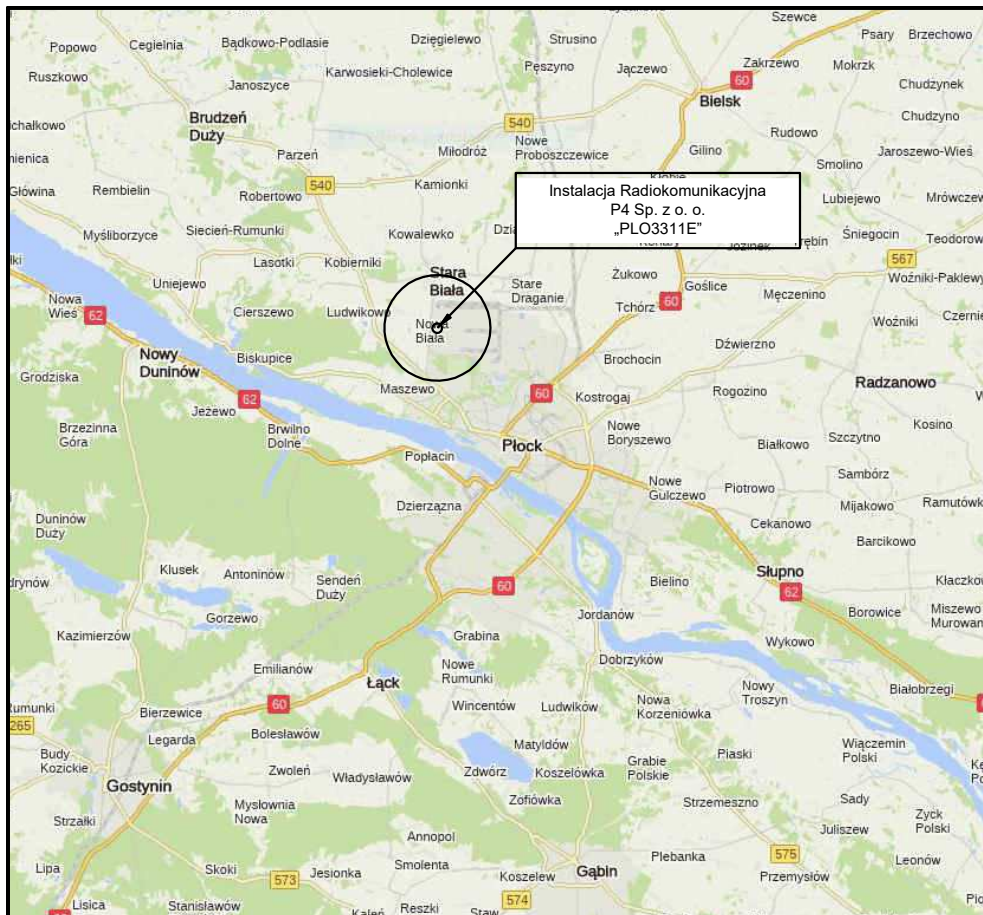 Szewce
Popowo
Cegielnia
Bądkowo-Podlasie
Dzięgielewo
Strusino
Psary
Brzechowo
Ruszkowo
Janoszyce
Karwosieki-Cholewice
Pęszyno
Jączewo
Zakrzewo
Mokrzk
Chudzynek
60
Bielsk
Chudzyno
Brudzeń
Duży
540
Miłodróż
Nowe
Proboszczewice
Gilino
Rudowo
Jaroszewo-Wieś
Parzeń
Smolino
Główina
Rembielin
540
Robertowo
Kamionki
Instalacja Radiokomunikacyjna
P4 Sp. z o. o.
„PLO3311E”
Lubiejewo
Myśliborzyce
Siecień-Rumunki
Kowalewko
Śniegocin
567
Lasotki
Kobierniki
Stara
Biała
Stare
Draganie
Żukowo
Goślice
Męczenino
Uniejewo
Nowa
Wieś
62
Cierszewo
Ludwikowo
Nowa
Biała
Tchórz
60
Woźniki
Nowy
Duninów
Biskupice
Brochocin
Dźwierzno
Grodziska
Maszewo
Kostrogaj
Rogozino
Radzanowo
60
62
Jeżewo
Brzezinna
Góra
Brwilno
Dolne
Płock
Nowe
Boryszewo
Białkowo
Szczytno
Kosino
Popłacin
Sambórz
Dzierzązna
Nowe
Gulczewo
Piotrowo
Mijakowo
Cekanowo
Barcikowo
Duninów
Duży
Klusek
Antoninów
Sendeń
Duży
60
Bielino
Słupno
62
Gorzewo
Jordanów
Borowice
Miszewo
Kazimierzów
Grabina
Wykowo
Emilianów
Łąck
Nowe
Rumunki
Dobrzyków
Nowy
Troszyn
Białobrzegi
60
Bierzewice
Wincentów
Ludwików
Nowa
Korzeniówka
265
Legarda
Bolesławów
Matyldów
Piaski
Wiączemin
Polski
Budy
Kozickie
Gostynin
Zwoleń
Władysławów
Zdwórz
Koszelówka
Grabie
Polskie
Zofiówka
Strzemeszno
Sady
Mysłownia
Nowa
Zyck
Polski
Strzałki
Annopol
Juliszew
Lipa
Skoki
573
Jesionka
Smolenta
Koszelew
Gąbin
Plebanka
575
Przemysłów
Leonów
Lisica
Stanisławów
Reszki
574